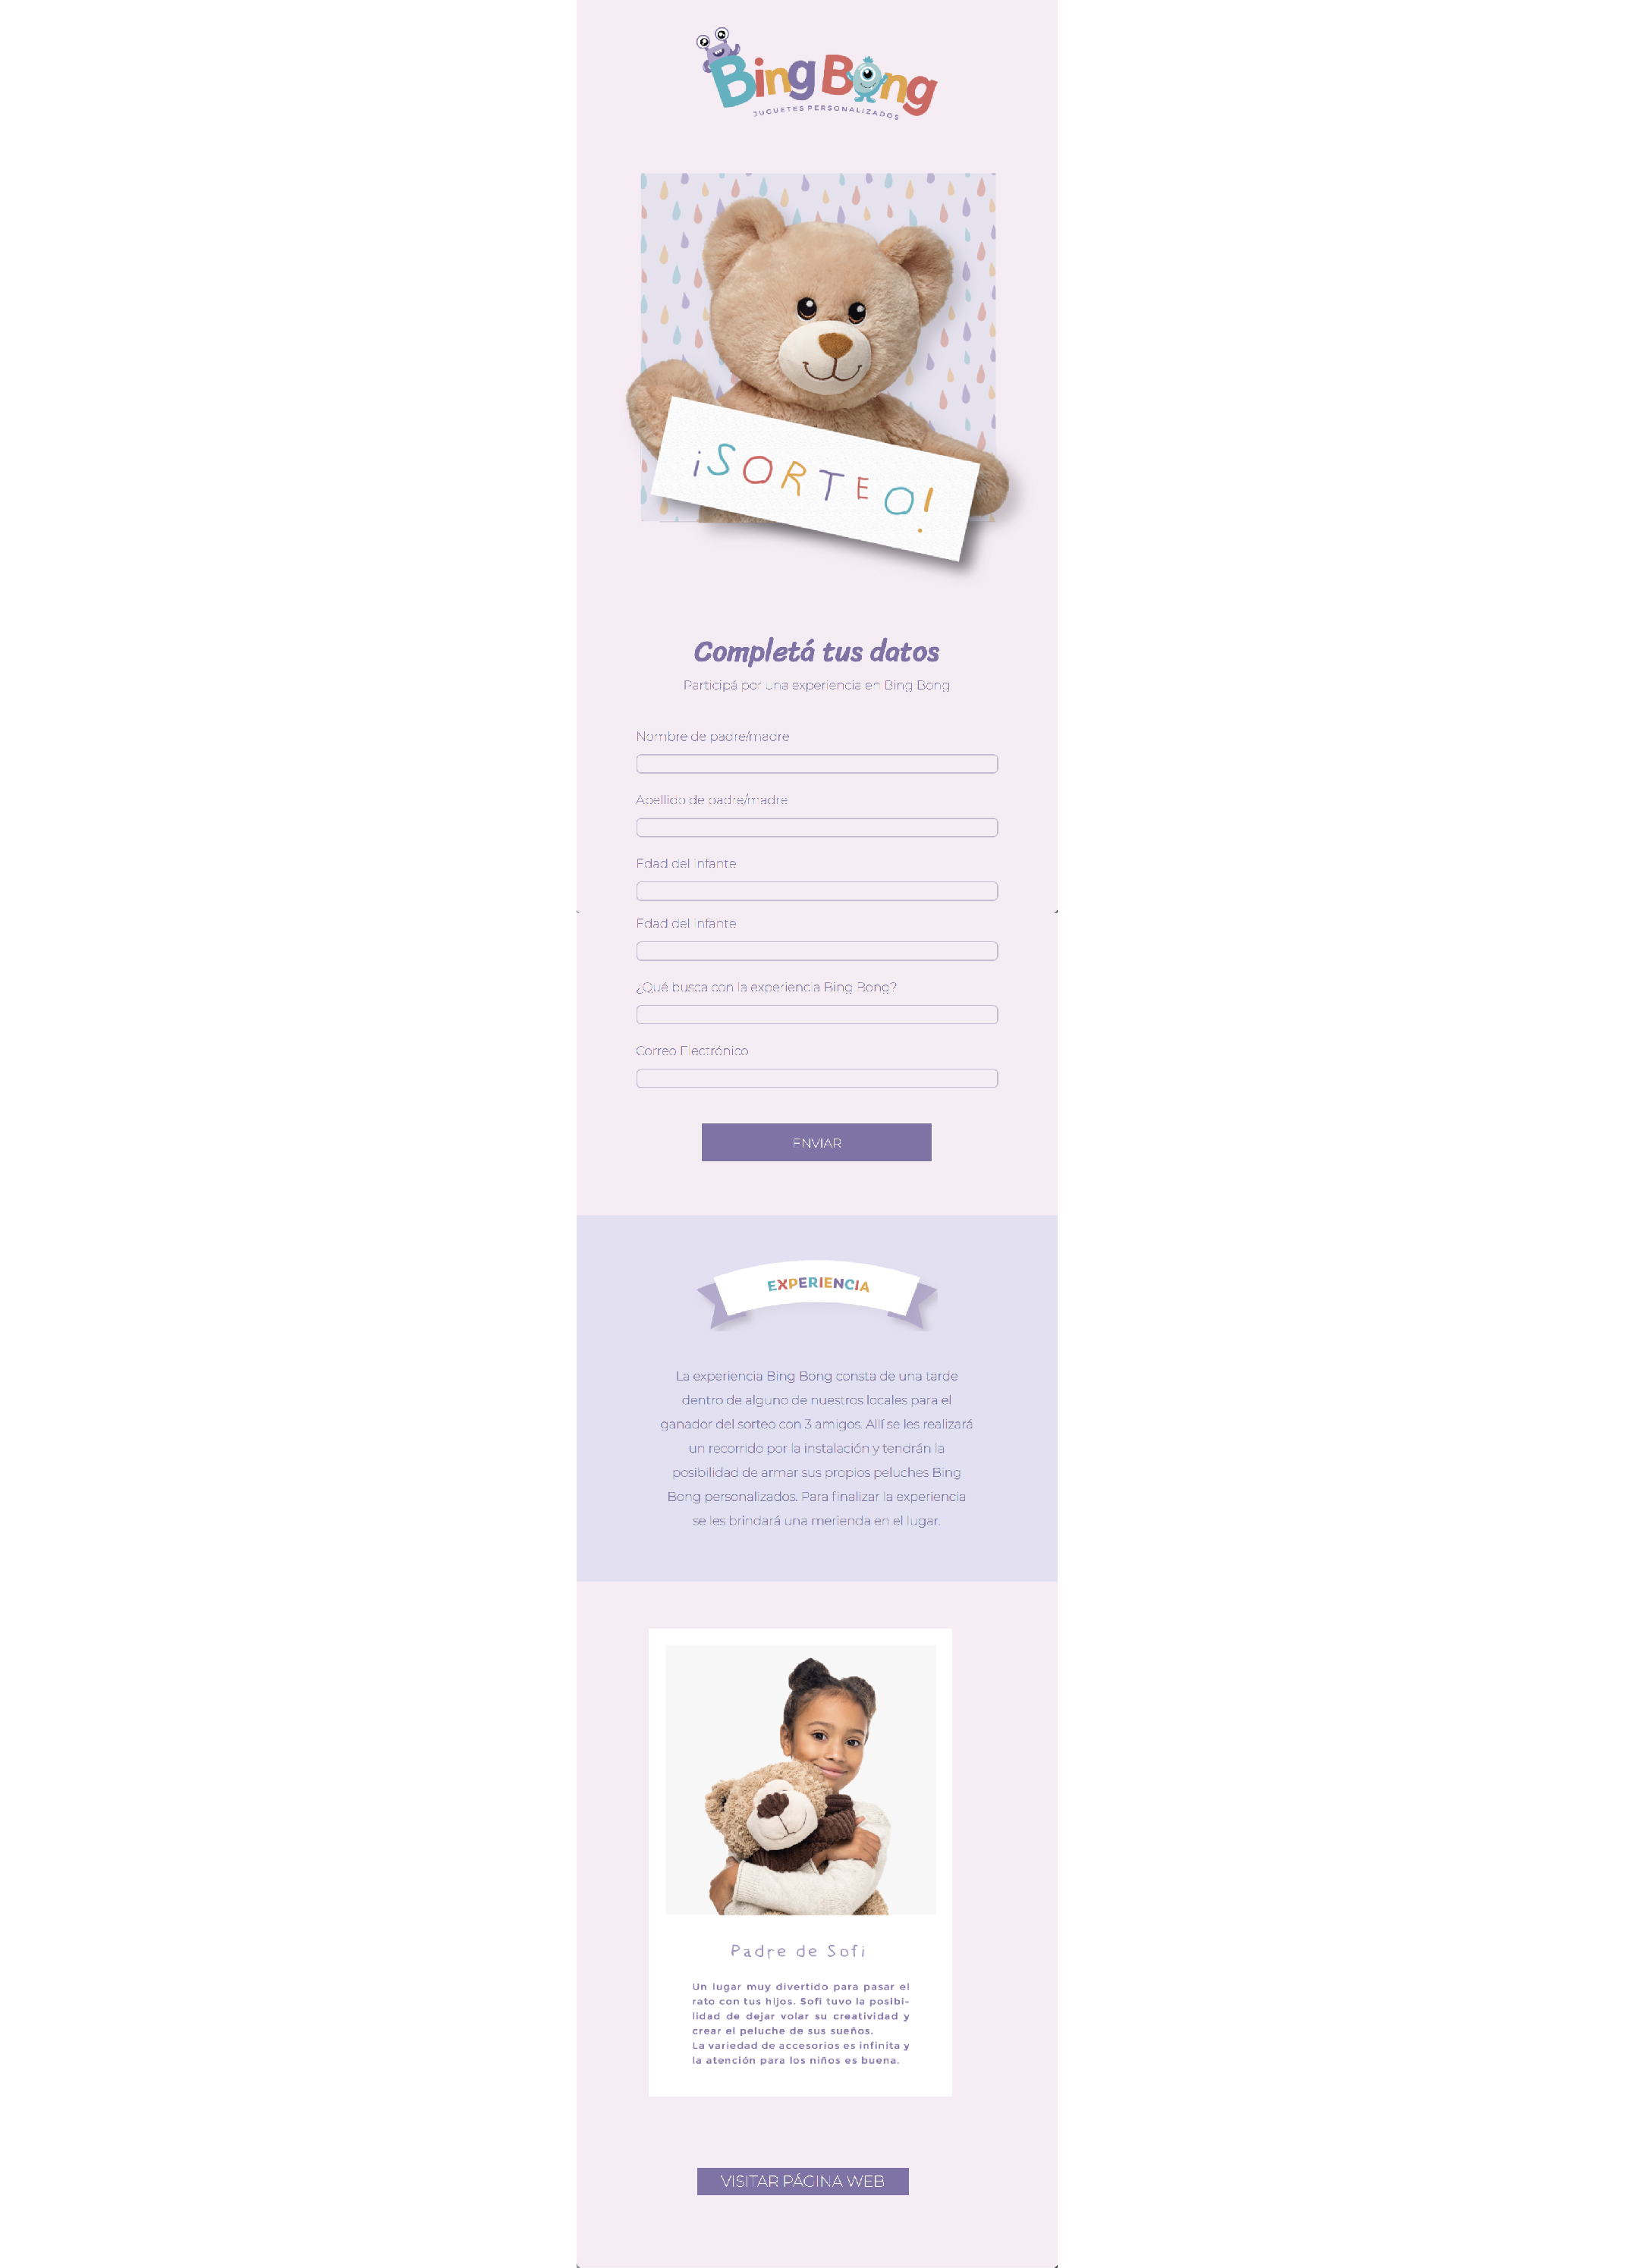 Bing Bong
JUGUETES PERSONALIZADOS
¡SORTEO!
Completá tus datos
Participá por una experiencia en Bing Bong
Nombre de padre/madre
Apellido de padre/madre
Edad del infante
Edad del infante
¿Qué busca con la experiencia Bing Bong?
Correo Electrónico
ENVIAR
EXPERIENCIA
La experiencia Bing Bong consta de una tarde
dentro de alguno de nuestros locales para el
ganador del sorteo con 3 amigos. Allí se les realizará
un recorrido por la instalación y tendrán la
posibilidad de armar sus propios peluches Bing
Bong personalizados. Para finalizar la experiencia
se les brindará una merienda en el lugar.
Padre de Sofi
Un lugar muy divertido para pasar el
rato con tus hijos. Sofi tuvo la posibi-
lidad de dejar volar su creatividad y
crear el peluche de sus sueños.
La variedad de accesorios es infinita y
la atención para los niños es buena.
VISITAR PÁGINA WEB